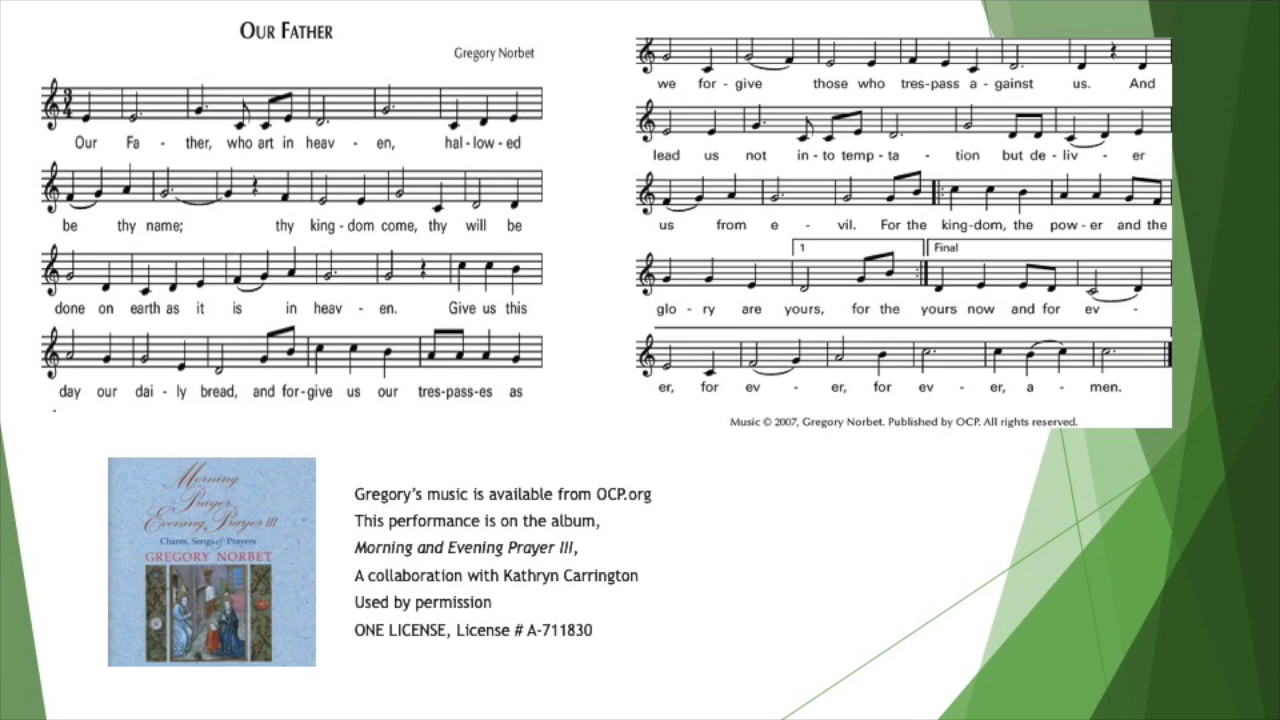 OUR FATHER
Gregory Norbet
3
4
Our Fa - ther, who art in heav - en, hal - low - ed
be thy name; thy king - dom come, thy will be
done on earth as it is in heav - en. Give us this
day our dai - ly bread, and for - give us our tres-pass-es as
we for - give those who tres-pass a - gainst us. And
lead us not in - to temp - ta - tion but de - liv - er
us from e - vil. For the king-dom, the pow - er and the
1 Final
glo - ry are yours, for the yours now and for ev -
er, for ev - er, for ev - er, a - men.
Music © 2007, Gregory Norbet. Published by OCP. All rights reserved.
Morning
Prayer
Evening Prayer III
Chants, Songs & Prayers
GREGORY NORBET
Gregory’s music is available from OCP.org
This performance is on the album,
Morning and Evening Prayer III,
A collaboration with Kathryn Carrington
Used by permission
ONE LICENSE, License # A-711830